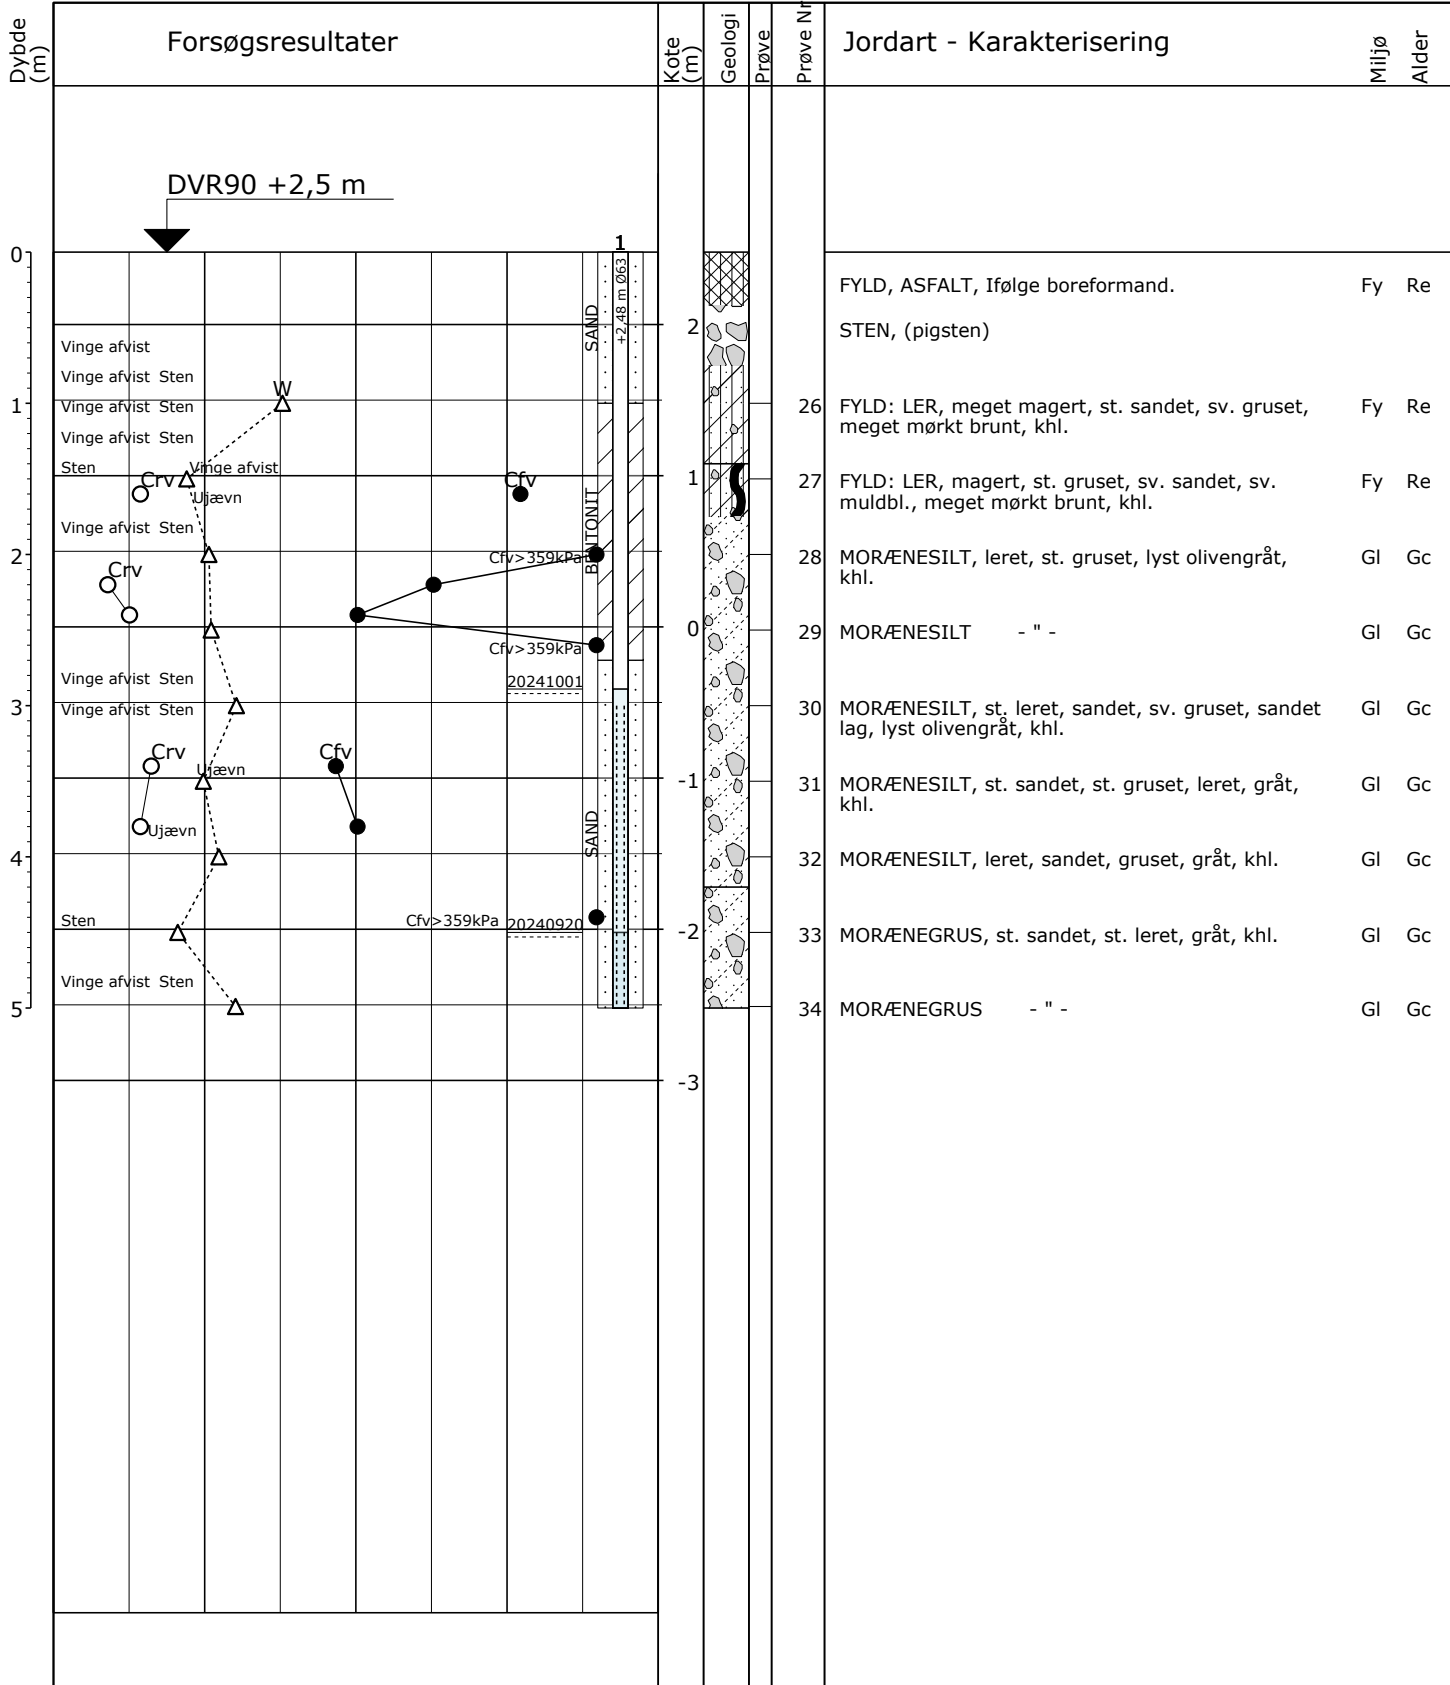 Dybde
(m)
Forsøgsresultater
Kote
(m)
Geologi
Prøve
Prøve Nr
Jordart - Karakterisering
Miljø
Alder
DVR90 +2,5 m
1
+2,48 m Ø63
0
SAND
FYLD, ASFALT, Ifølge boreformand.
Fy
Re
2
STEN, (pigsten)
Vinge afvist
Vinge afvist Sten
W
1
Vinge afvist Sten
26
FYLD: LER, meget magert, st. sandet, sv. gruset,
meget mørkt brunt, khl.
Fy
Re
Vinge afvist Sten
Sten
Vinge afvist
Crv
Ujævn
Cfv
1
27
FYLD: LER, magert, st. gruset, sv. sandet, sv.
muldbl., meget mørkt brunt, khl.
Fy
Re
BENTONIT
Vinge afvist Sten
2
Cfv>359kPa
28
MORÆNESILT, leret, st. gruset, lyst olivengråt,
khl.
Gl
Gc
Crv
0
29
MORÆNESILT - " -
Gl
Gc
Cfv>359kPa
Vinge afvist Sten
20241001
3
Vinge afvist Sten
30
MORÆNESILT, st. leret, sandet, sv. gruset, sandet
lag, lyst olivengråt, khl.
Gl
Gc
Crv
Cfv
Ujævn
-1
31
MORÆNESILT, st. sandet, st. gruset, leret, gråt,
khl.
Gl
Gc
Ujævn
SAND
4
32
MORÆNESILT, leret, sandet, gruset, gråt, khl.
Gl
Gc
Sten
Cfv>359kPa
20240920
-2
33
MORÆNEGRUS, st. sandet, st. leret, gråt, khl.
Gl
Gc
Vinge afvist Sten
5
34
MORÆNEGRUS - " -
Gl
Gc
-3